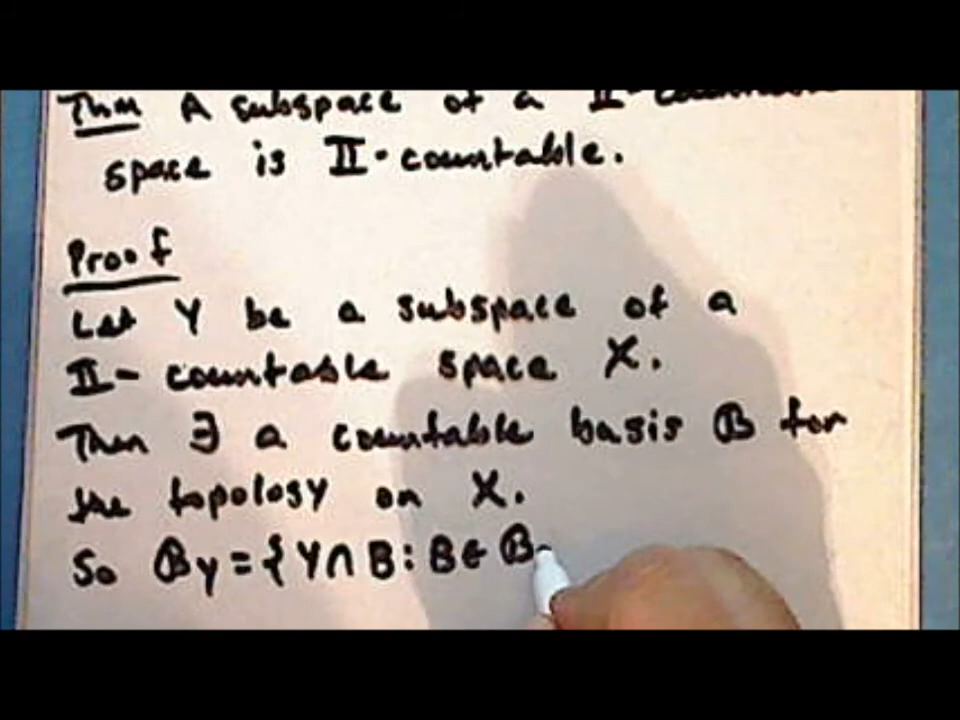 Thm A subspace of a II-countable
space is II-countable.
Proof
Let Y be a subspace of a
II-countable space X.
Then ∃ a countable basis ℬ for
the topology on X.
So ℬY = {Y∩B : B∈ℬ